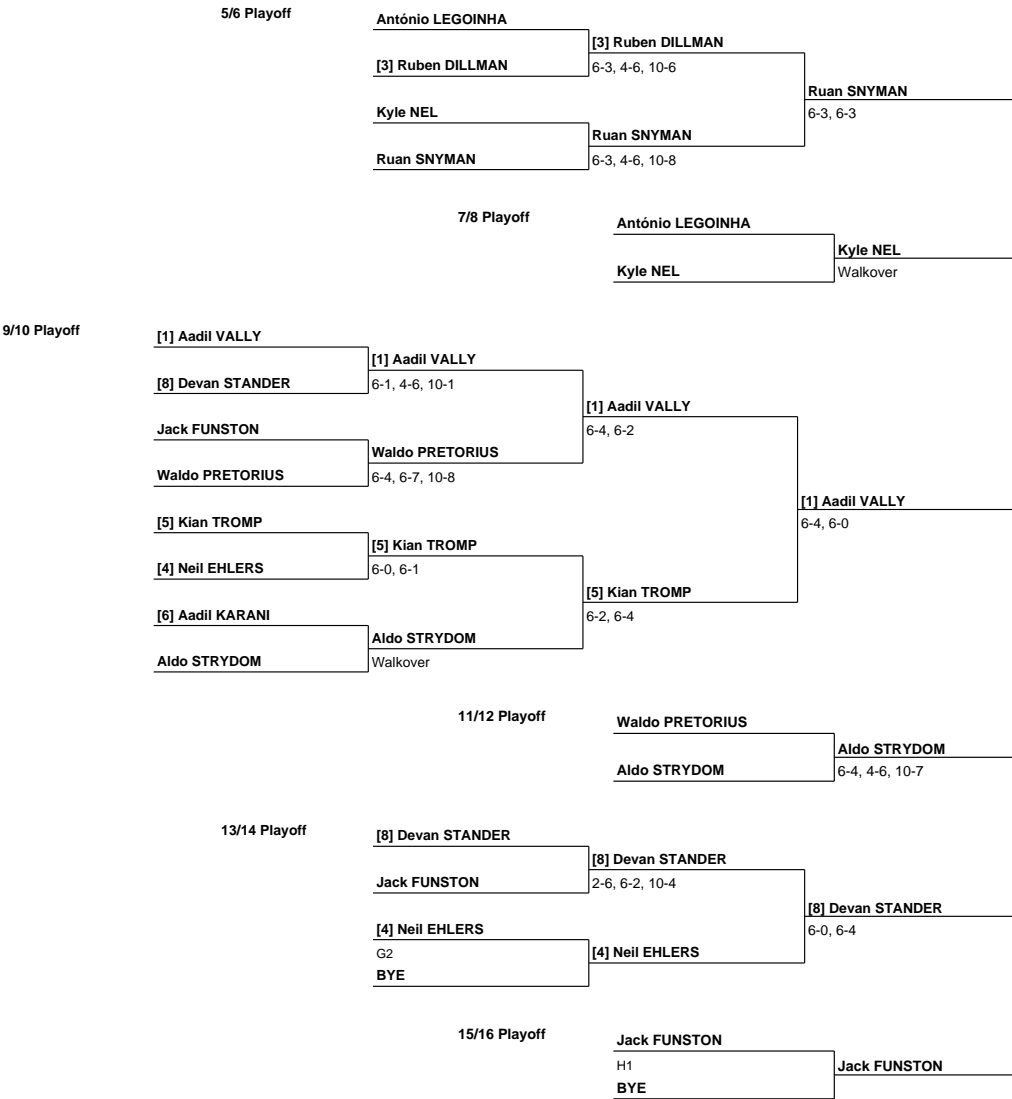 5/6 Playoff
António LEGOINHA
[3] Ruben DILLMAN
[3] Ruben DILLMAN
6-3, 4-6, 10-6
Ruan SNYMAN
Kyle NEL
6-3, 6-3
Ruan SNYMAN
Ruan SNYMAN
6-3, 4-6, 10-8
7/8 Playoff
António LEGOINHA
Kyle NEL
Kyle NEL
Walkover
9/10 Playoff
[1] Aadil VALLY
[1] Aadil VALLY
[8] Devan STANDER
6-1, 4-6, 10-1
[1] Aadil VALLY
Jack FUNSTON
6-4, 6-2
Waldo PRETORIUS
Waldo PRETORIUS
6-4, 6-7, 10-8
[1] Aadil VALLY
[5] Kian TROMP
6-4, 6-0
[5] Kian TROMP
[4] Neil EHLERS
6-0, 6-1
[5] Kian TROMP
[6] Aadil KARANI
6-2, 6-4
Aldo STRYDOM
Aldo STRYDOM
Walkover
11/12 Playoff
Waldo PRETORIUS
Aldo STRYDOM
Aldo STRYDOM
6-4, 4-6, 10-7
13/14 Playoff
[8] Devan STANDER
[8] Devan STANDER
Jack FUNSTON
2-6, 6-2, 10-4
[8] Devan STANDER
[4] Neil EHLERS
6-0, 6-4
G2
[4] Neil EHLERS
BYE
15/16 Playoff
Jack FUNSTON
H1
Jack FUNSTON
BYE